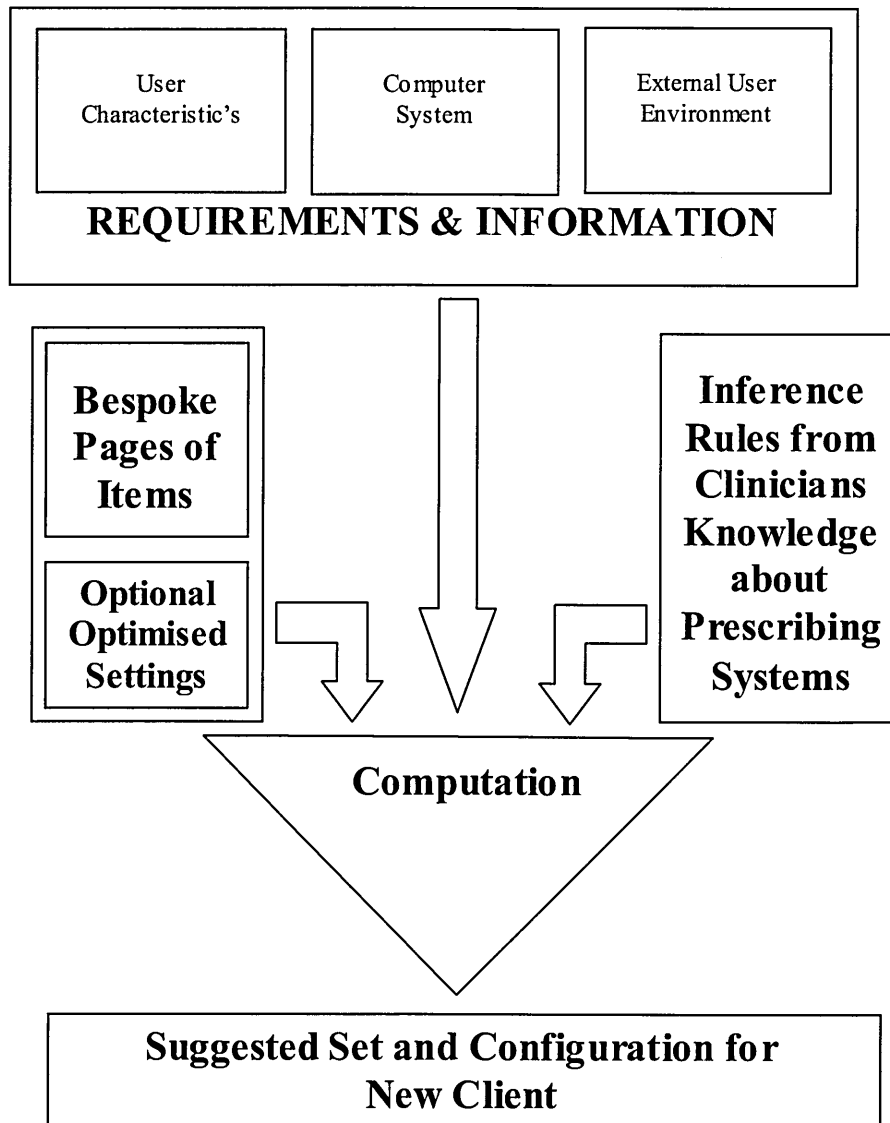 User
Characteristic's
Computer
System
External User
Environment
REQUIREMENTS & INFORMATION
Bespoke
Pages of
Items
Optional
Optimised
Settings
Inference
Rules from
Clinicians
Knowledge
about
Prescribing
Systems
Computation
Suggested Set and Configuration for
New Client